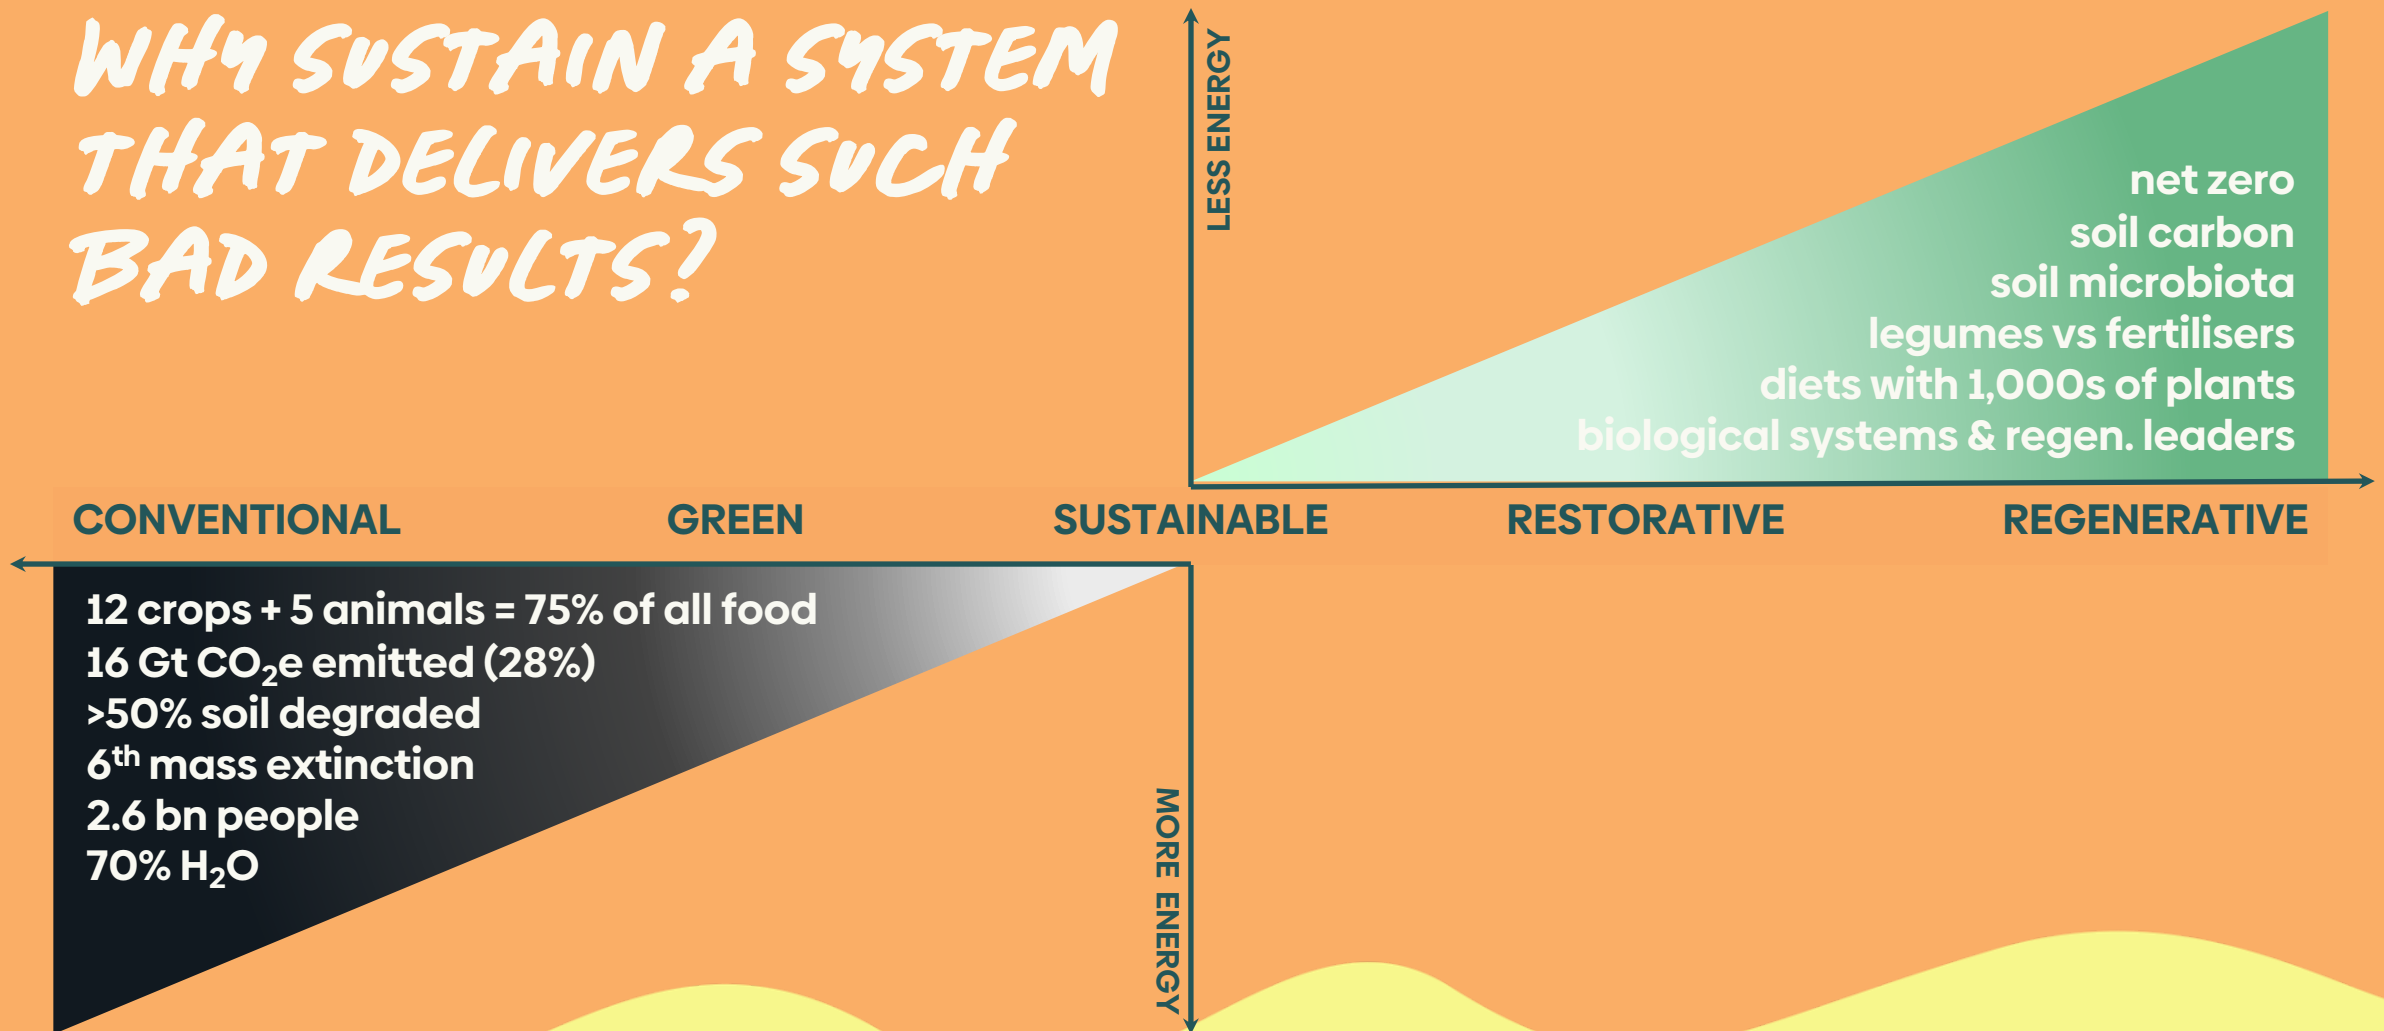 WHY SUSTAIN A SYSTEM
THAT DELIVERS SUCH
BAD RESULTS?
LESS ENERGY
net zero
soil carbon
soil microbiota
legumes vs fertilisers
diets with 1,000s of plants
biological systems & regen. leaders
CONVENTIONAL GREEN SUSTAINABLE RESTORATIVE REGENERATIVE
12 crops + 5 animals = 75% of all food
16 Gt CO₂e emitted (28%)
>50% soil degraded
6ᵗʰ mass extinction
2.6 bn people
70% H₂O
MORE ENERGY